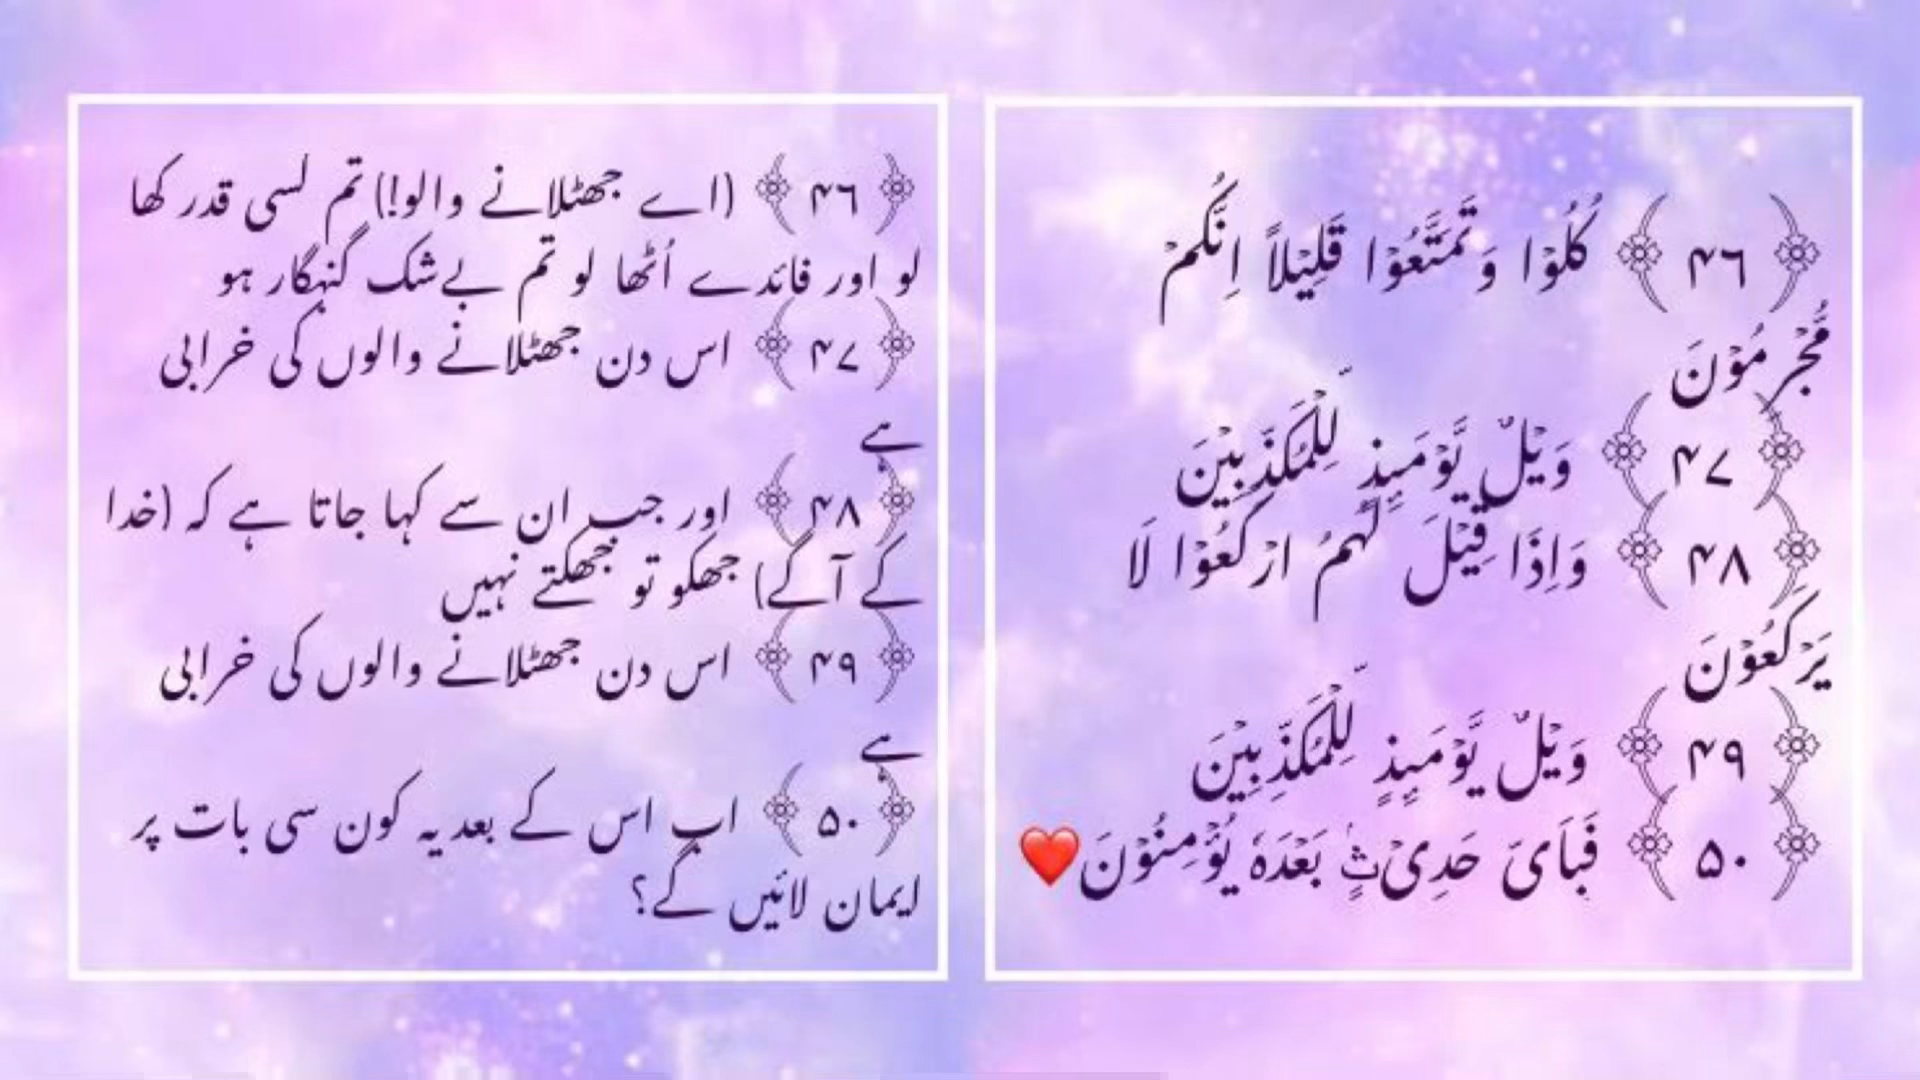 ﴿۴۶﴾ كُلُوۡا وَتَمَتَّعُوۡا قَلِيۡلاً اِنَّكُمۡ
مُّجۡرِمُوۡنَ‏
﴿۴۷﴾ وَيۡلٌ يَّوۡمَٮِٕذٍ لِّلۡمُكَذِّبِيۡنَ
﴿۴۸﴾ وَاِذَا قِيۡلَ لَهُمُ ارۡكَعُوۡا لَا
يَرۡكَعُوۡنَ
﴿۴۹﴾ وَيۡلٌ يَّوۡمَٮِٕذٍ لِّلۡمُكَذِّبِيۡنَ
﴿۵۰﴾ فَبِاَىِّ حَدِيۡثٍۢ بَعۡدَهٗ يُؤۡمِنُوۡنَ❤️
﴿۴۶﴾ (اے جھٹلانے والو!) تم کسی قدر کھا
لو اور فائدے اُٹھا لو تم بےشک گنہگار ہو
﴿۴۷﴾ اس دن جھٹلانے والوں کی خرابی
ہے
﴿۴۸﴾ اور جب ان سے کہا جاتا ہے کہ (خدا
کے آگے) جھکو تو جھکتے نہیں
﴿۴۹﴾ اس دن جھٹلانے والوں کی خرابی
ہے
﴿۵۰﴾ اب اس کے بعد یہ کون سی بات پر
ایمان لائیں گے؟